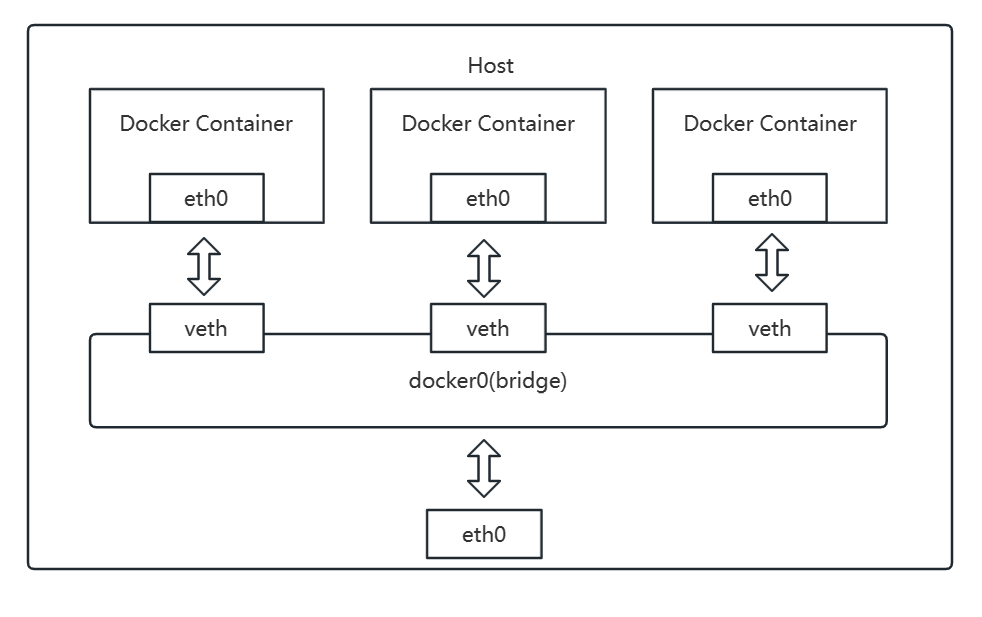 Host
Docker Container
Docker Container
Docker Container
eth0
eth0
eth0
veth
veth
veth
docker0(bridge)
eth0